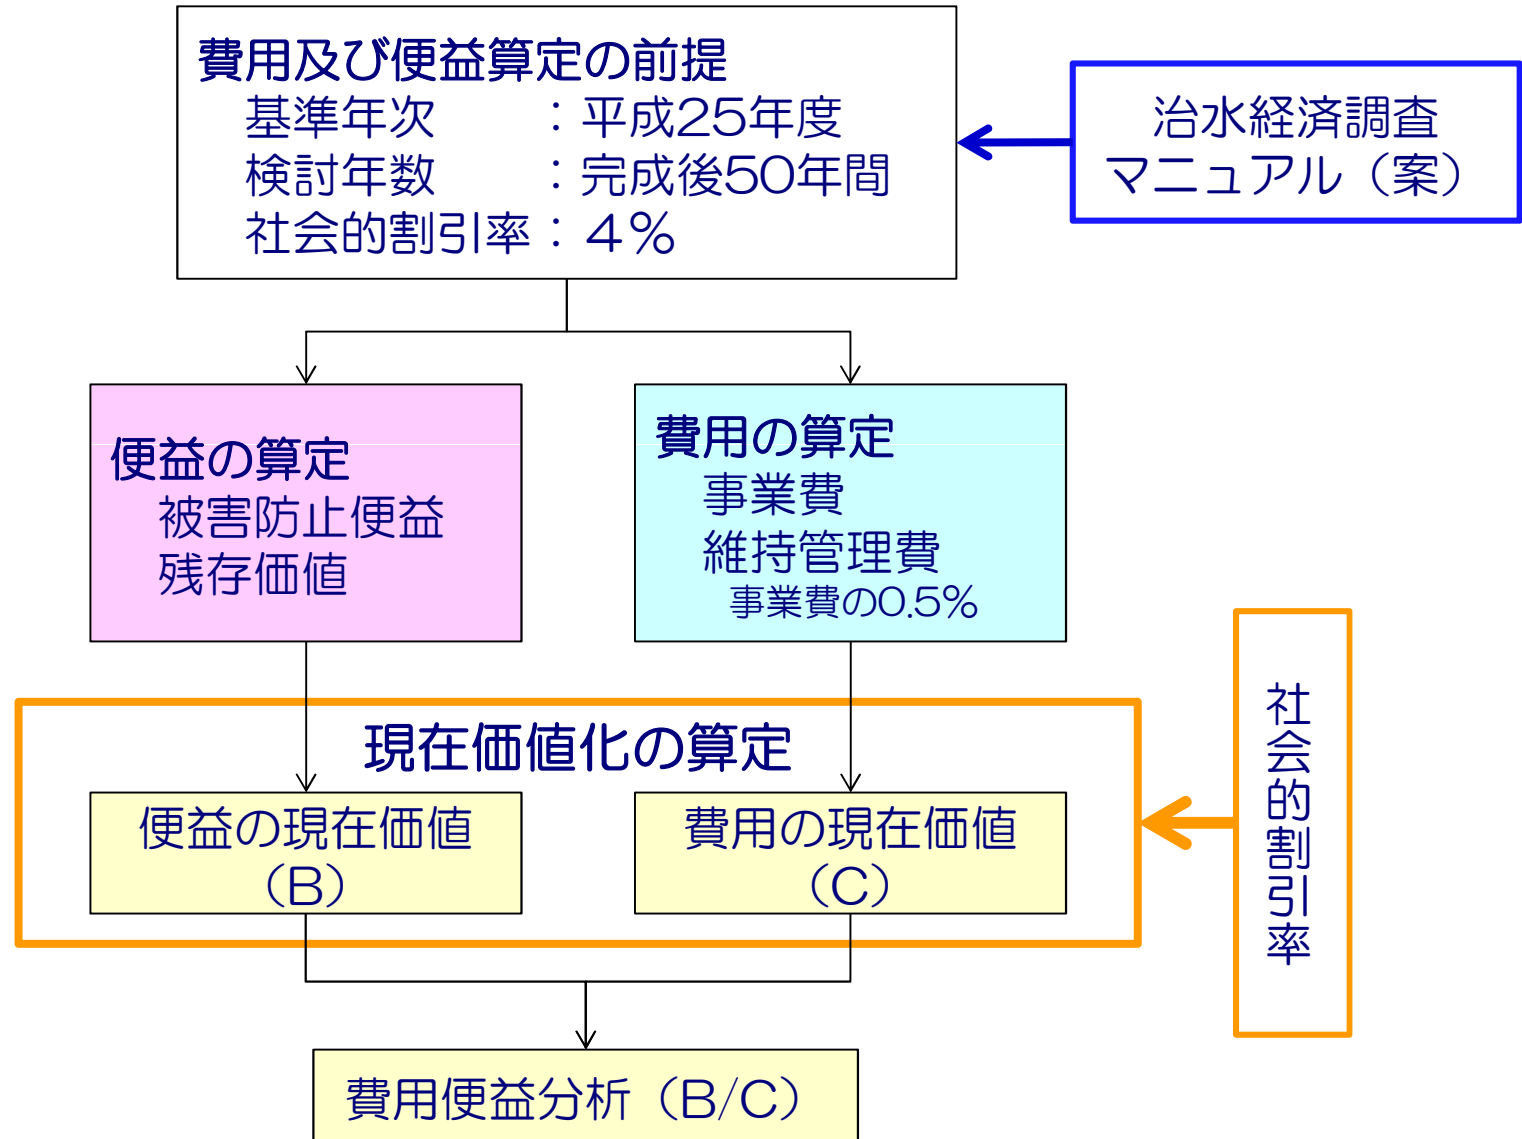 費用及び便益算定の前提
基準年次　　：平成25年度
検討年数　　：完成後50年間
社会的割引率：４％
治水経済調査
マニュアル（案）
便益の算定
被害防止便益
残存価値
費用の算定
事業費
維持管理費
事業費の0.5%
現在価値化の算定
便益の現在価値
（B）
費用の現在価値
（C）
社会的割引率
費用便益分析（B/C）